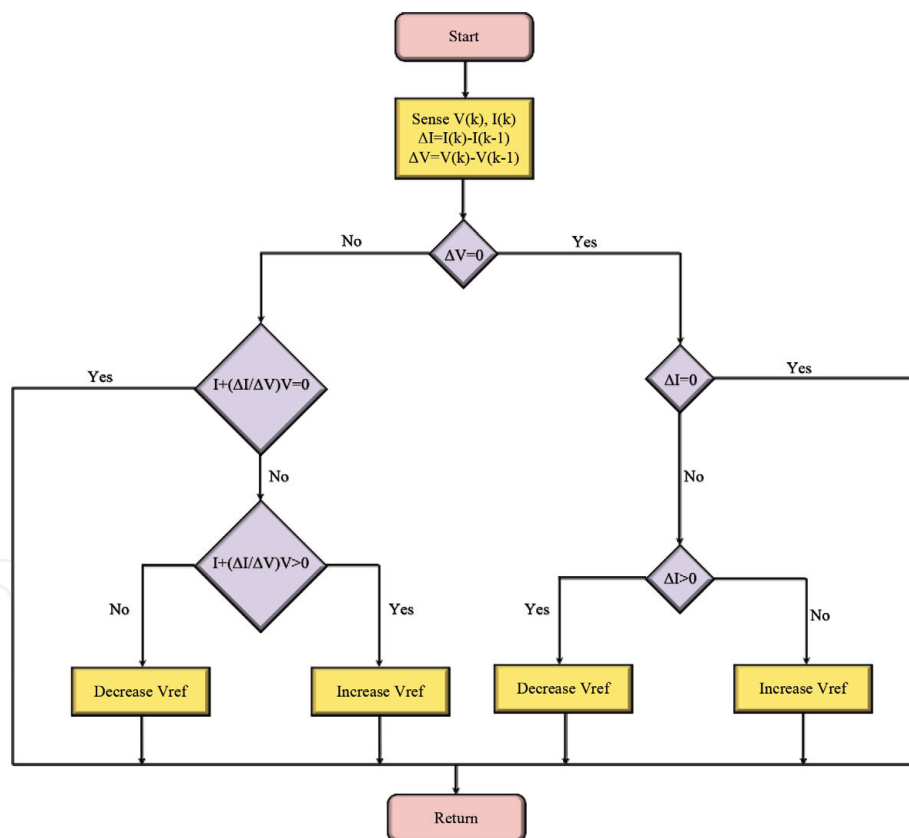 Start
Sense V(k), I(k)
ΔI=I(k)-I(k-1)
ΔV=V(k)-V(k-1)
No
ΔV=0
Yes
Yes
I+(ΔI/ΔV)V=0
ΔI=0
Yes
No
No
I+(ΔI/ΔV)V>0
ΔI>0
No
Yes
Yes
No
Decrease Vref
Increase Vref
Decrease Vref
Increase Vref
Return